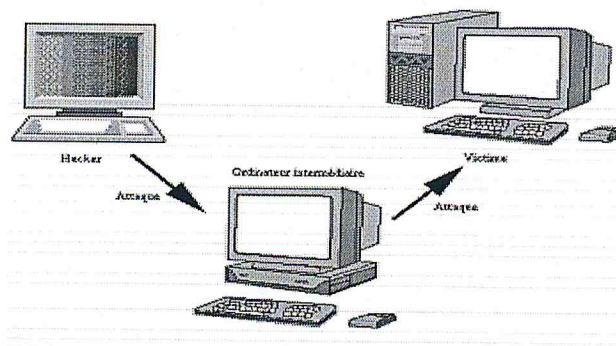 Hacker
Victime
Ordinateur intermédiaire
Attaque
Attaque